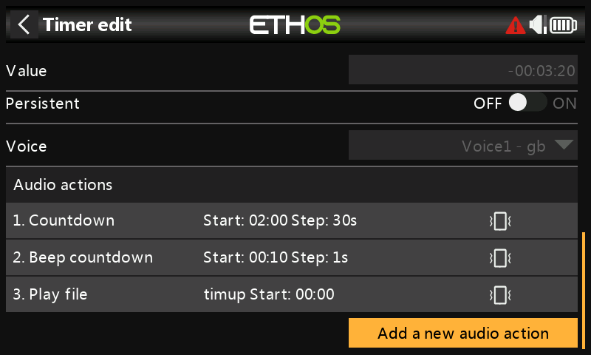 Timer edit ETHOS
Value -00:03:20
Persistent OFF ON
Voice Voice1 - gb
Audio actions
1. Countdown Start: 02:00 Step: 30s
2. Beep countdown Start: 00:10 Step: 1s
3. Play file timup Start: 00:00
Add a new audio action